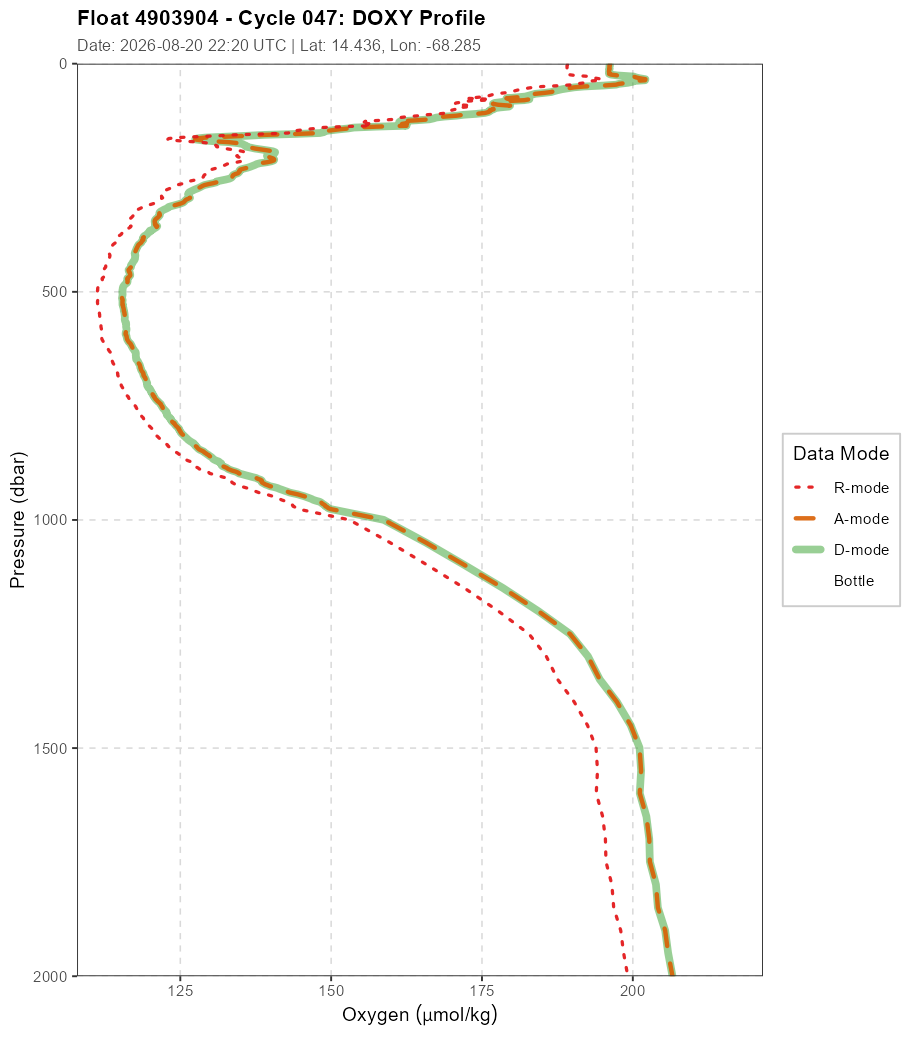 Float 4903904 - Cycle 047: DOXY Profile
Date: 2026-08-20 22:20 UTC | Lat: 14.436, Lon: -68.285
0
500
1000
1500
2000
Pressure (dbar)
125
150
175
200
Oxygen (µmol/kg)
Data Mode
R-mode
A-mode
D-mode
Bottle